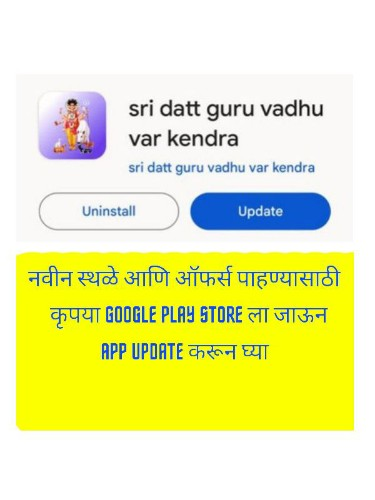 sri datt guru vadhu
var kendra
sri datt guru vadhu var kendra
Uninstall
Update
नवीन स्थळे आणि ऑफर्स पाहण्यासाठी
कृपया GOOGLE PLAY STORE ला जाऊन
APP UPDATE करून घ्या